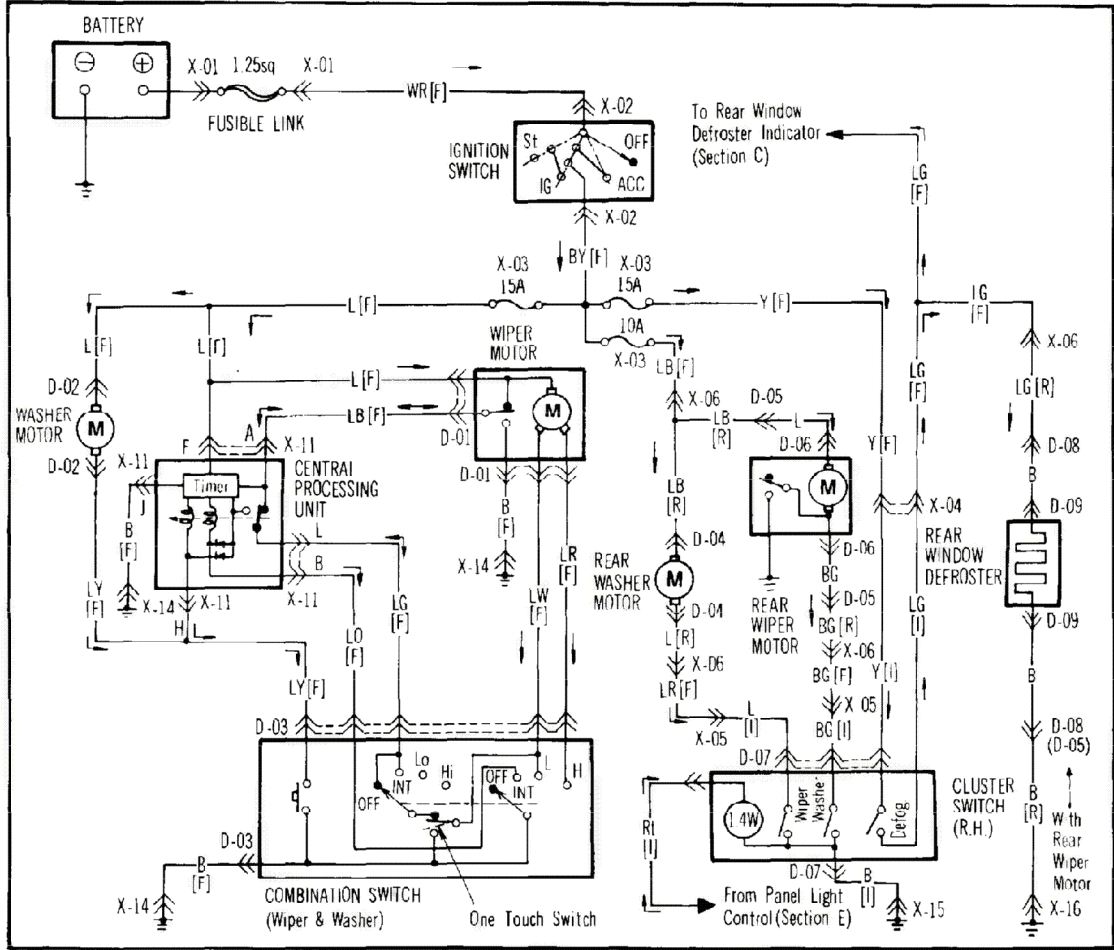 BATTERY
⊖ ⊕
X-01 1.25sq X-01
FUSIBLE LINK
WR[F]
X-02
IGNITION
SWITCH
St OFF
IG ACC
X-02
To Rear Window
Defroster Indicator
(Section C)
LG
[F]
BY[F]
X-03 X-03
15A 15A
L[F] Y[F]
10A
X-03
LB[F]
[F]
X-06
LG[R]
D-08
B
D-09
REAR
WINDOW
DEFROSTER
D-09
B
D-08
(D-05)
B
[R]
With
Rear
Wiper
Motor
X-16
L[F]
D-02
WASHER
MOTOR
M
D-02
LY
[F]
WIPER
MOTOR
L[F]
LB[F]
D-01
M
D-01
B
[F]
X-14
LW
[F]
LR
[F]
F A X-11
X-11
J
Timer
CENTRAL
PROCESSING
UNIT
B
[F]
X-14
X-11
H L
L
B
X-11
LG
[F]
LO
[F]
LY[F]
D-03
X-06
LB
[R]
D-05
L
D-06
M
LB
[R]
D-04
REAR
WASHER
MOTOR
M
D-04
L[R]
X-06
LR[F]
X-05
L
[I]
REAR
WIPER
MOTOR
D-06
BG
D-05
BG[R]
X-06
BG[F]
X 05
BG[I]
Y[F]
X-04
LG
[F]
LG
[I]
Y[I]
D-07
Lo
Hi
INT
OFF
OFF
INT
L
H
D-03
B
[F]
X-14
COMBINATION SWITCH
(Wiper & Washer)
One Touch Switch
1.4W
Wiper
Washer
Defog
CLUSTER
SWITCH
(R.H.)
D-07
B
[I]
X-15
From Panel Light
Control (Section E)